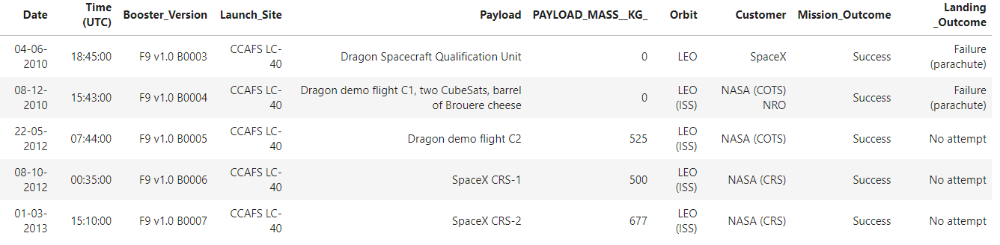 Date Time (UTC) Booster_Version Launch_Site Payload PAYLOAD_MASS__KG_ Orbit Customer Mission_Outcome Landing _Outcome
04-06-2010 18:45:00 F9 v1.0 B0003 CCAFS LC-40 Dragon Spacecraft Qualification Unit 0 LEO SpaceX Success Failure (parachute)
08-12-2010 15:43:00 F9 v1.0 B0004 CCAFS LC-40 Dragon demo flight C1, two CubeSats, barrel of Brouere cheese 0 LEO (ISS) NASA (COTS) NRO Success Failure (parachute)
22-05-2012 07:44:00 F9 v1.0 B0005 CCAFS LC-40 Dragon demo flight C2 525 LEO (ISS) NASA (COTS) Success No attempt
08-10-2012 00:35:00 F9 v1.0 B0006 CCAFS LC-40 SpaceX CRS-1 500 LEO (ISS) NASA (CRS) Success No attempt
01-03-2013 15:10:00 F9 v1.0 B0007 CCAFS LC-40 SpaceX CRS-2 677 LEO (ISS) NASA (CRS) Success No attempt